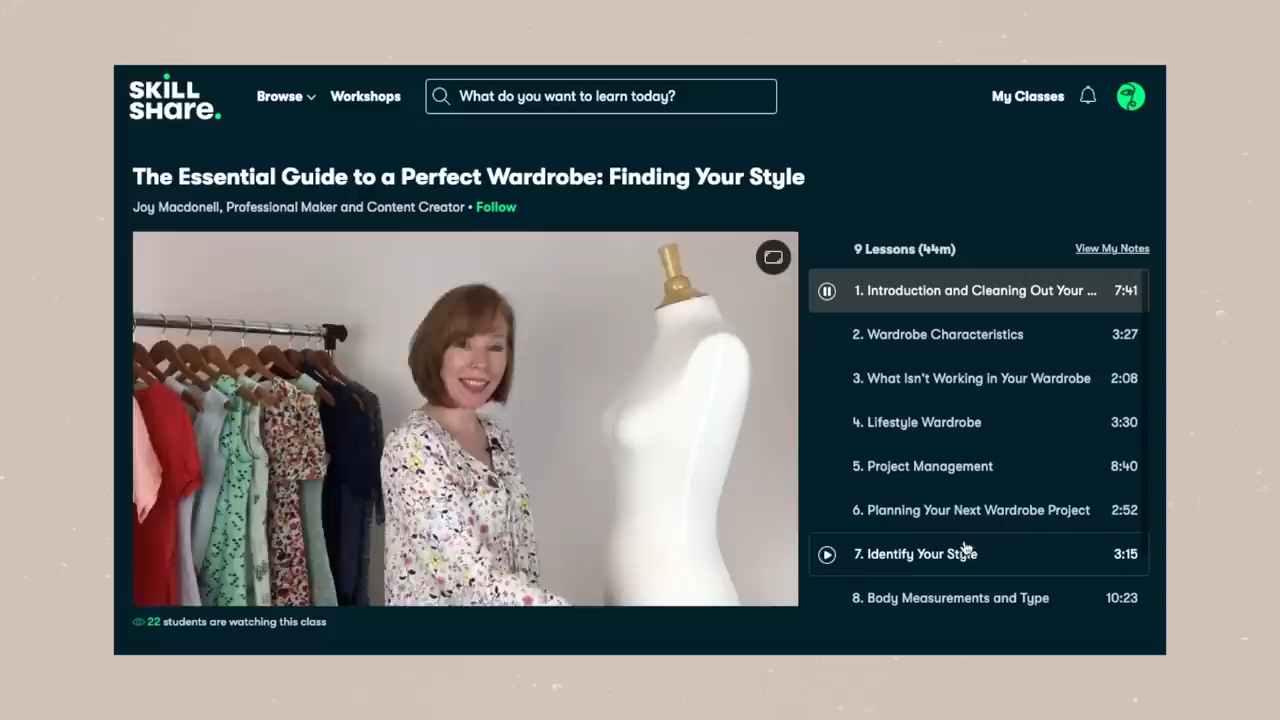 SKILL
SHare.
Browse
Workshops
What do you want to learn today?
My Classes
The Essential Guide to a Perfect Wardrobe: Finding Your Style
Joy Macdonell, Professional Maker and Content Creator • Follow
9 Lessons (44m)
View My Notes
1. Introduction and Cleaning Out Your ... 7:41
2. Wardrobe Characteristics 3:27
3. What Isn't Working in Your Wardrobe 2:08
4. Lifestyle Wardrobe 3:30
5. Project Management 8:40
6. Planning Your Next Wardrobe Project 2:52
7. Identify Your Style 3:15
8. Body Measurements and Type 10:23
22 students are watching this class